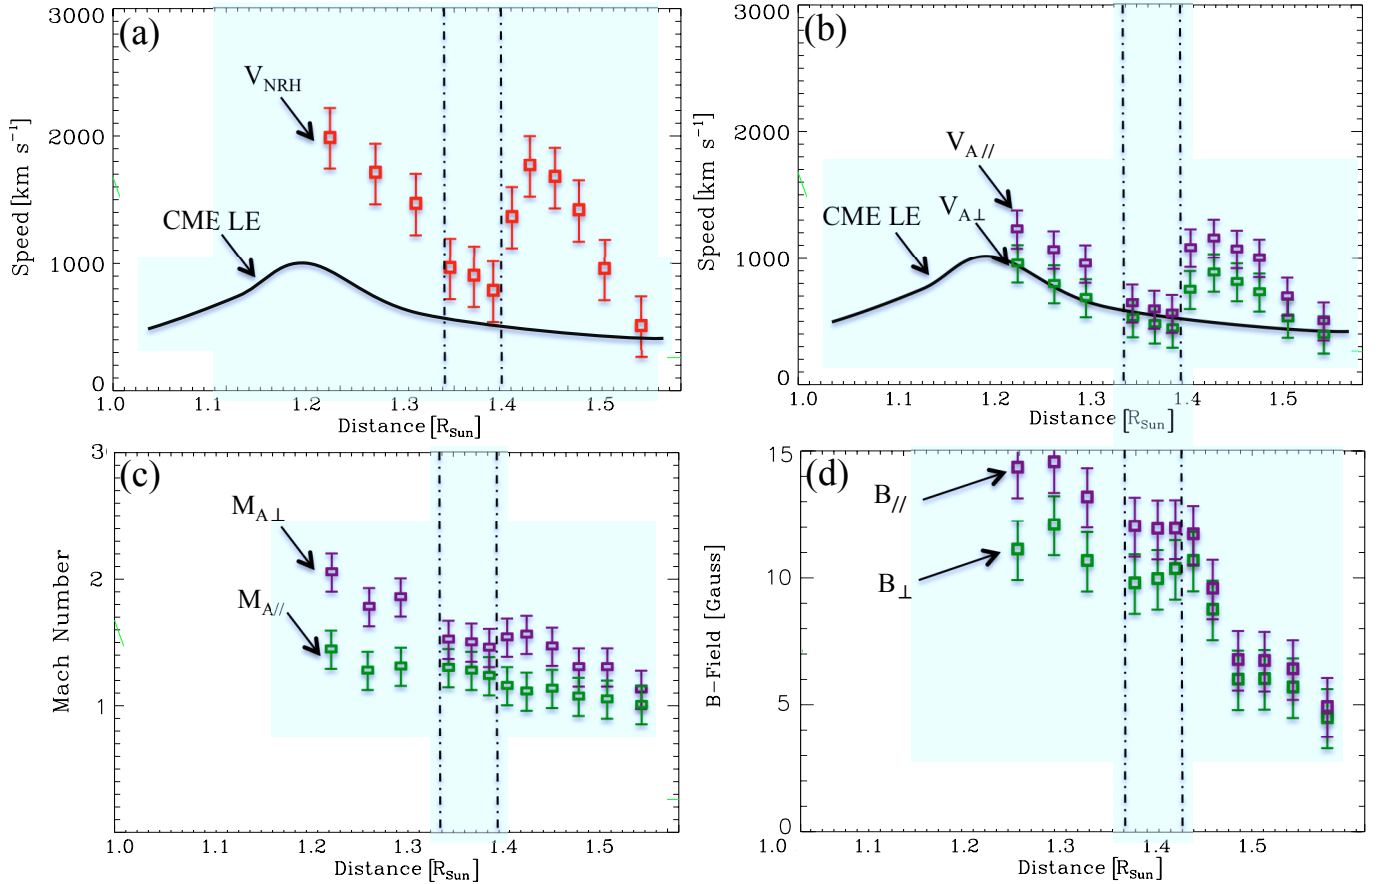 (a)
3000
2000
1000
0
Speed [km s⁻¹]
V_NRH
CME LE
1.0 1.1 1.2 1.3 1.4 1.5
Distance [R_Sun]
(b)
3000
2000
1000
0
Speed [km s⁻¹]
V_A//
V_A⊥
CME LE
1.0 1.1 1.2 1.3 1.4 1.5
Distance [R_Sun]
(c)
3
2
1
Mach Number
M_A⊥
M_A//
1.0 1.1 1.2 1.3 1.4 1.5
Distance [R_Sun]
(d)
15
10
5
0
B-Field [Gauss]
B_//
B_⊥
1.0 1.2 1.3 1.4 1.5
Distance [R_Sun]